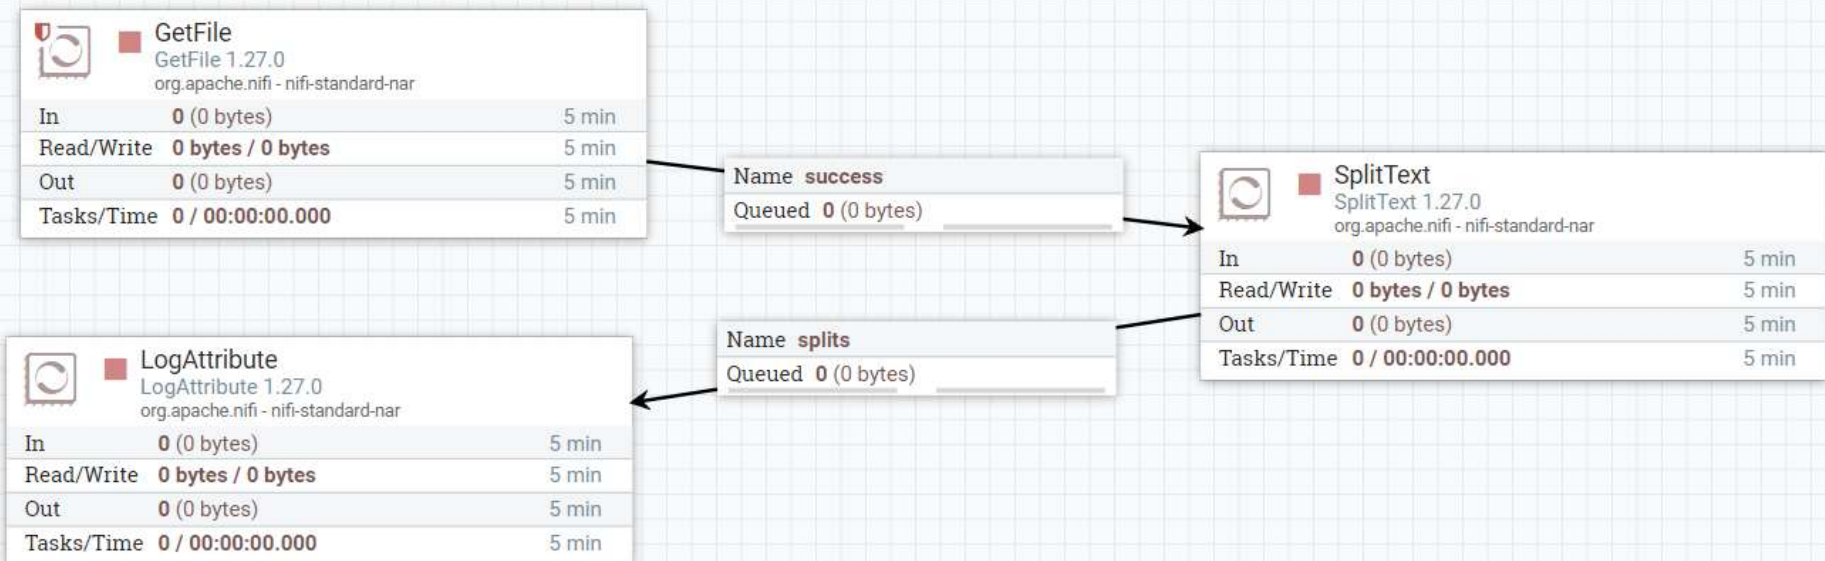 GetFile
GetFile 1.27.0
org.apache.nifi - nifi-standard-nar
In 0 (0 bytes) 5 min
Read/Write 0 bytes / 0 bytes 5 min
Out 0 (0 bytes) 5 min
Tasks/Time 0 / 00:00:00.000 5 min
Name success
Queued 0 (0 bytes)
SplitText
SplitText 1.27.0
org.apache.nifi - nifi-standard-nar
In 0 (0 bytes) 5 min
Read/Write 0 bytes / 0 bytes 5 min
Out 0 (0 bytes) 5 min
Tasks/Time 0 / 00:00:00.000 5 min
Name splits
Queued 0 (0 bytes)
LogAttribute
LogAttribute 1.27.0
org.apache.nifi - nifi-standard-nar
In 0 (0 bytes) 5 min
Read/Write 0 bytes / 0 bytes 5 min
Out 0 (0 bytes) 5 min
Tasks/Time 0 / 00:00:00.000 5 min